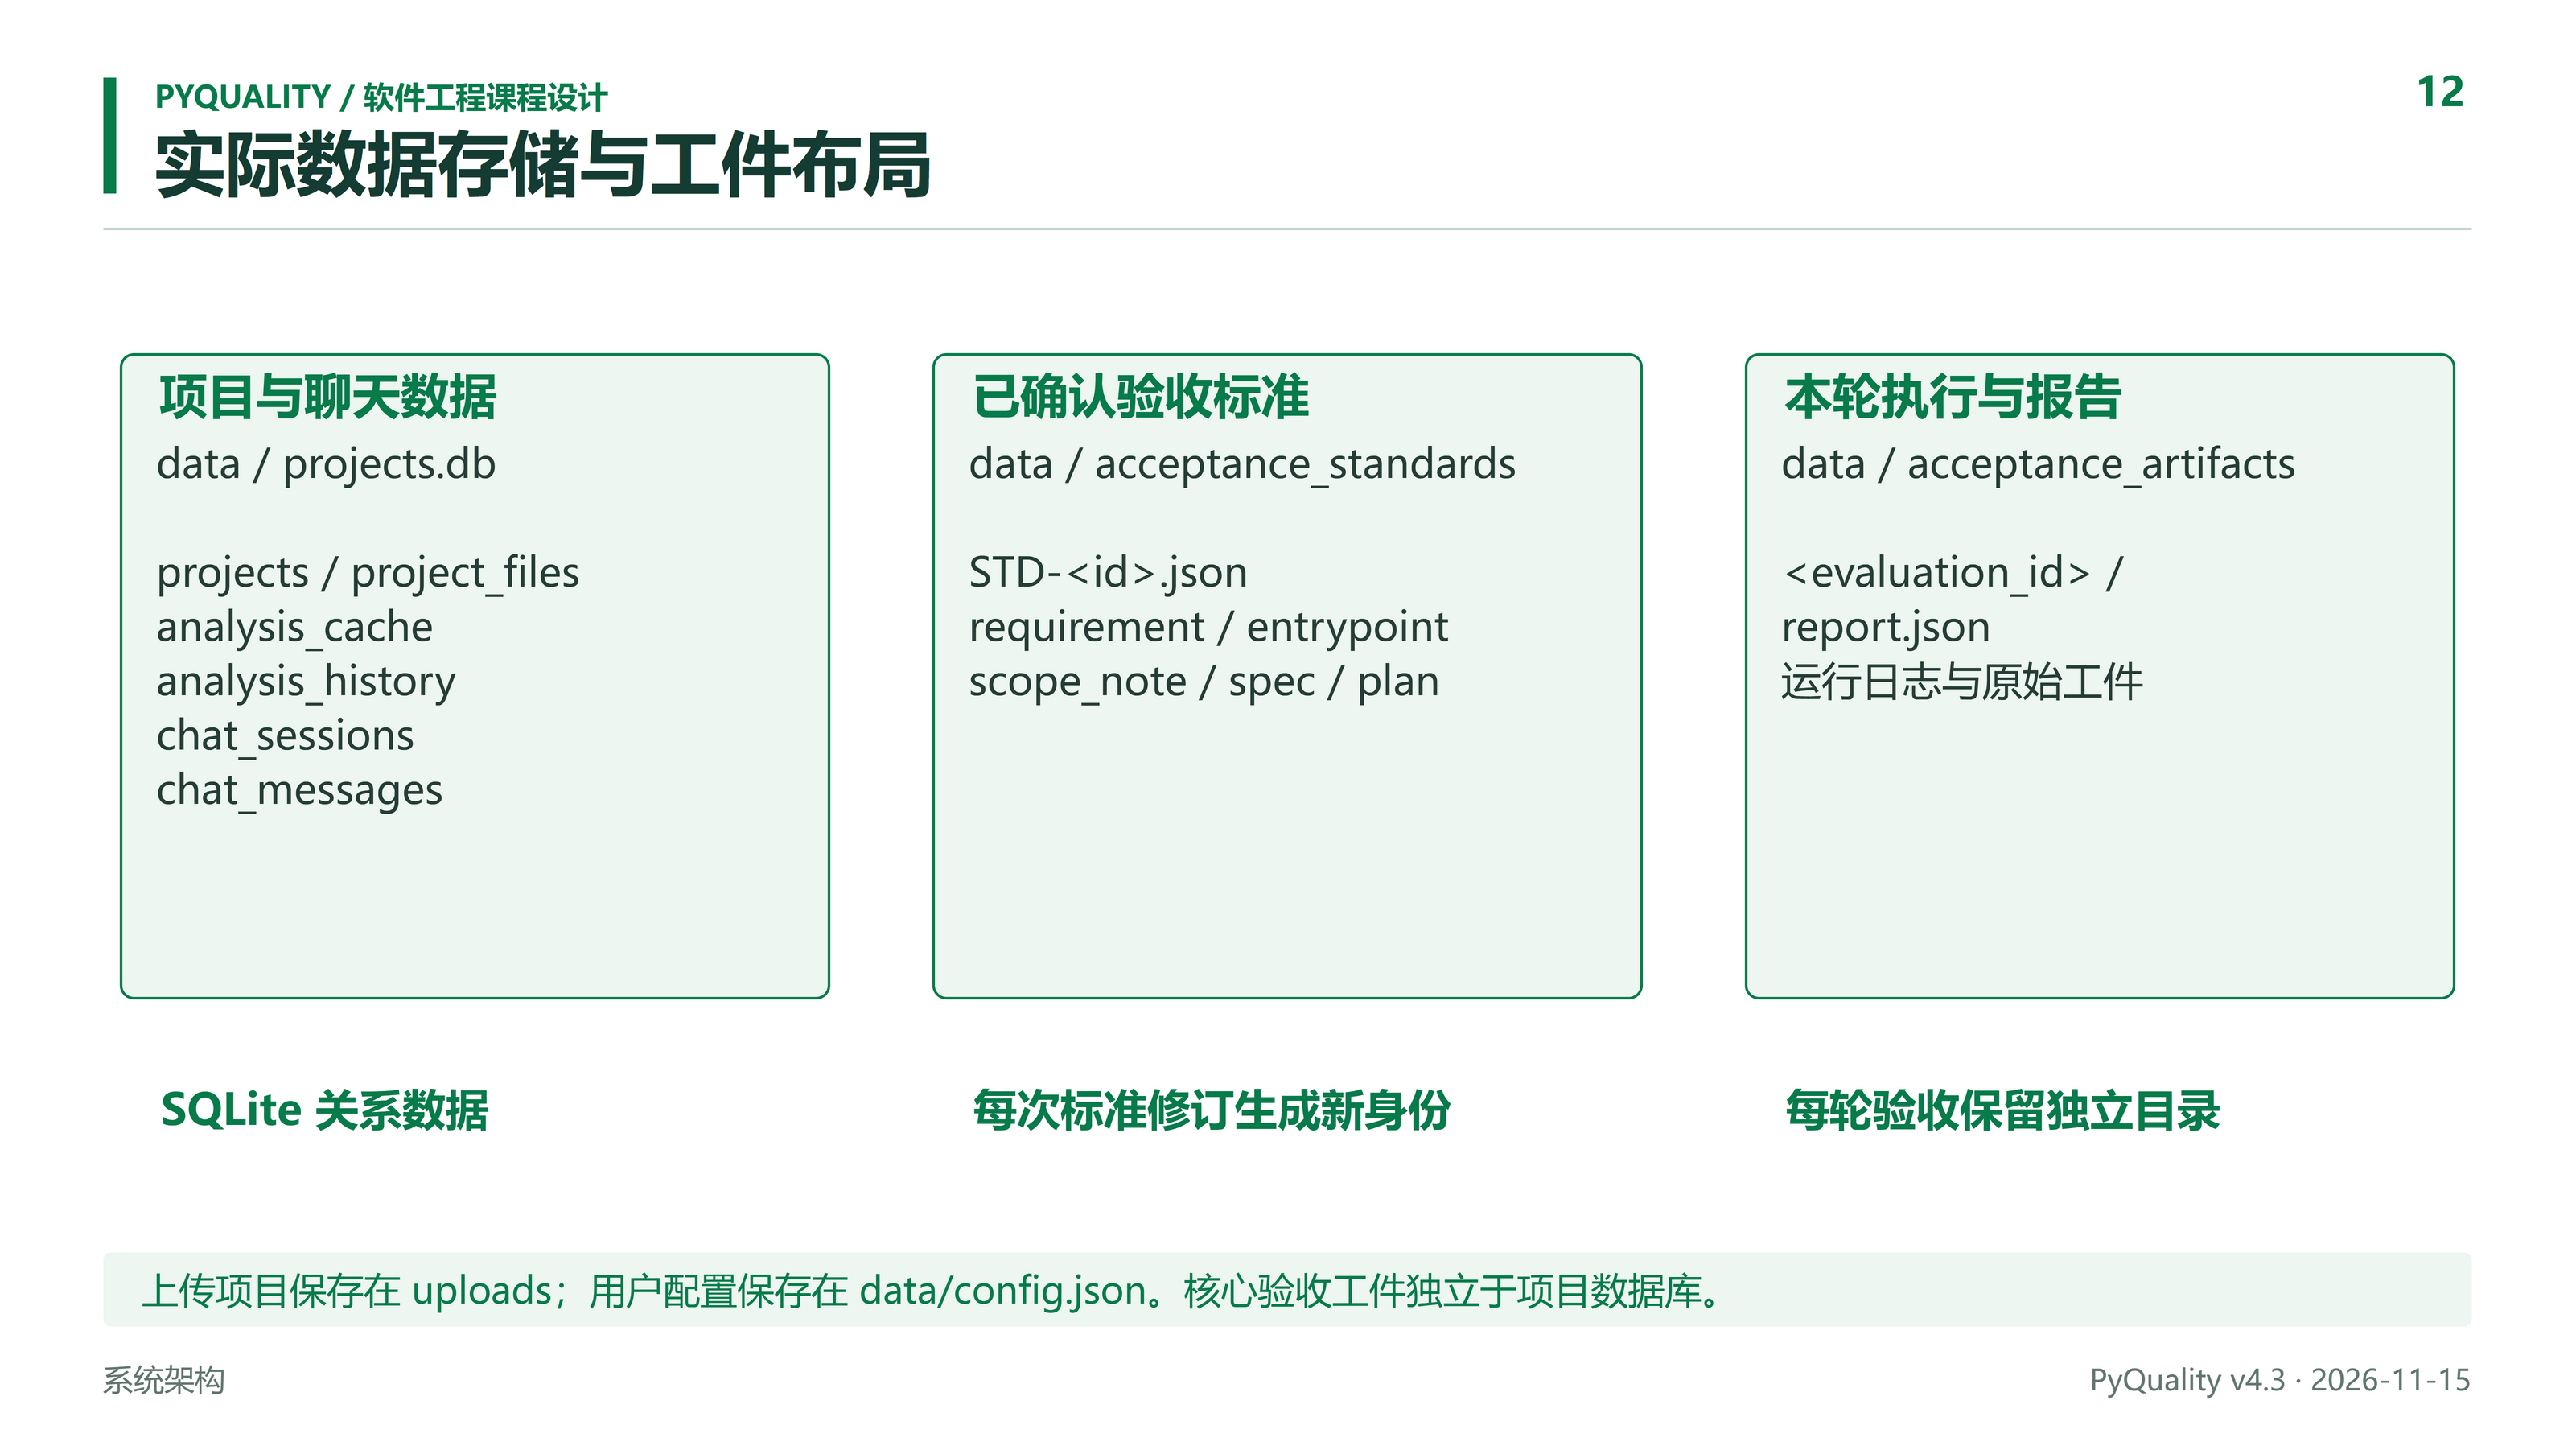 PYQUALITY / 软件工程课程设计
12
实际数据存储与工件布局
项目与聊天数据
data / projects.db
projects / project_files
analysis_cache
analysis_history
chat_sessions
chat_messages
已确认验收标准
data / acceptance_standards
STD-<id>.json
requirement / entrypoint
scope_note / spec / plan
本轮执行与报告
data / acceptance_artifacts
<evaluation_id> /
report.json
运行日志与原始工件
SQLite 关系数据
每次标准修订生成新身份
每轮验收保留独立目录
上传项目保存在 uploads；用户配置保存在 data/config.json。核心验收工件独立于项目数据库。
系统架构
PyQuality v4.3 · 2026-11-15